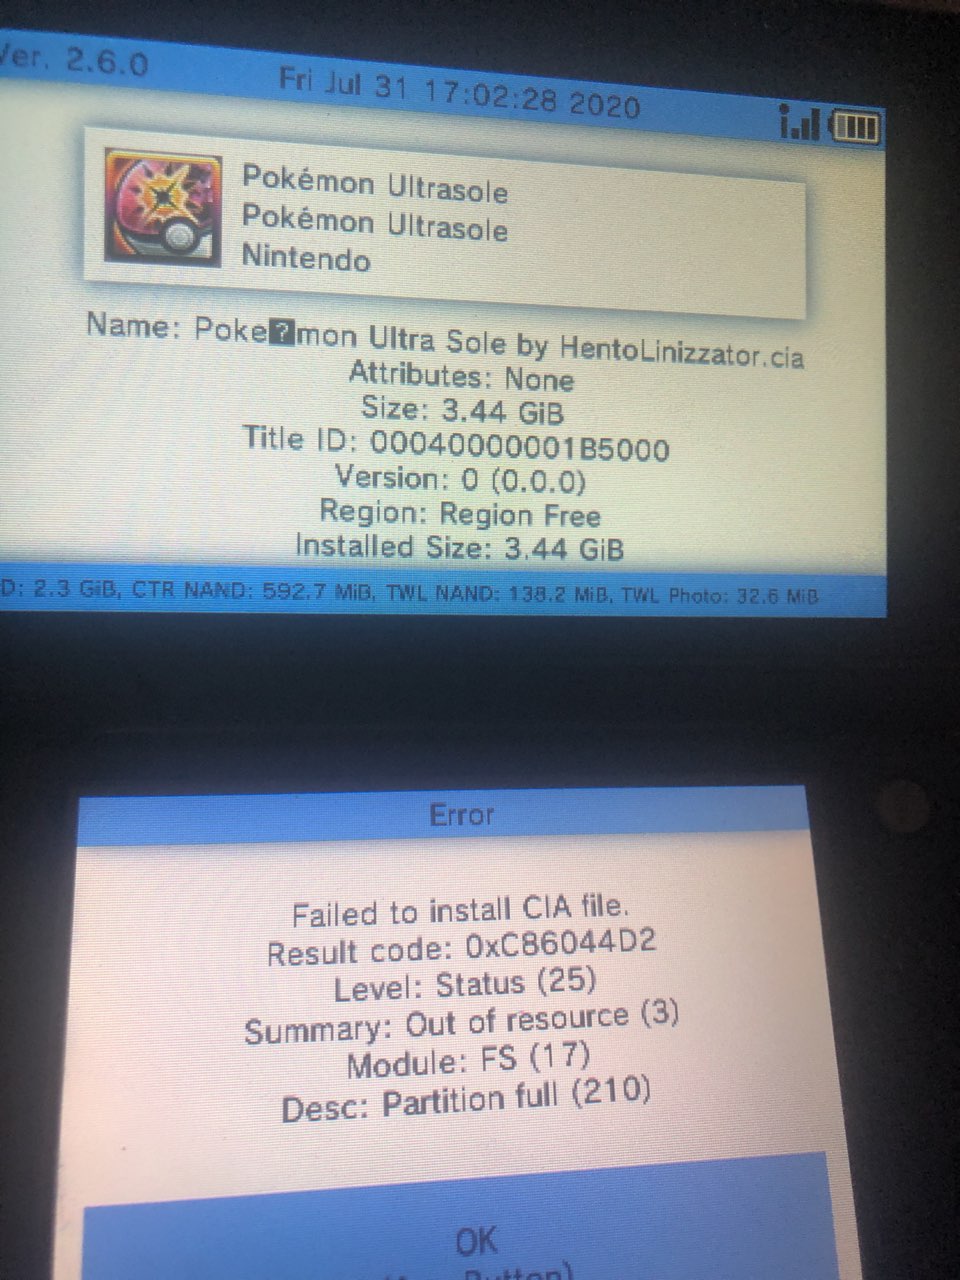 Ver. 2.6.0
Fri Jul 31 17:02:28 2020
Pokémon Ultrasole
Pokémon Ultrasole
Nintendo
Name: Poke�mon Ultra Sole by HentoLinizzator.cia
Attributes: None
Size: 3.44 GiB
Title ID: 00040000001B5000
Version: 0 (0.0.0)
Region: Region Free
Installed Size: 3.44 GiB
D: 2.3 GiB, CTR NAND: 592.7 MiB, TWL NAND: 138.2 MiB, TWL Photo: 32.6 MiB
Error
Failed to install CIA file.
Result code: 0xC86044D2
Level: Status (25)
Summary: Out of resource (3)
Module: FS (17)
Desc: Partition full (210)
OK
Button)